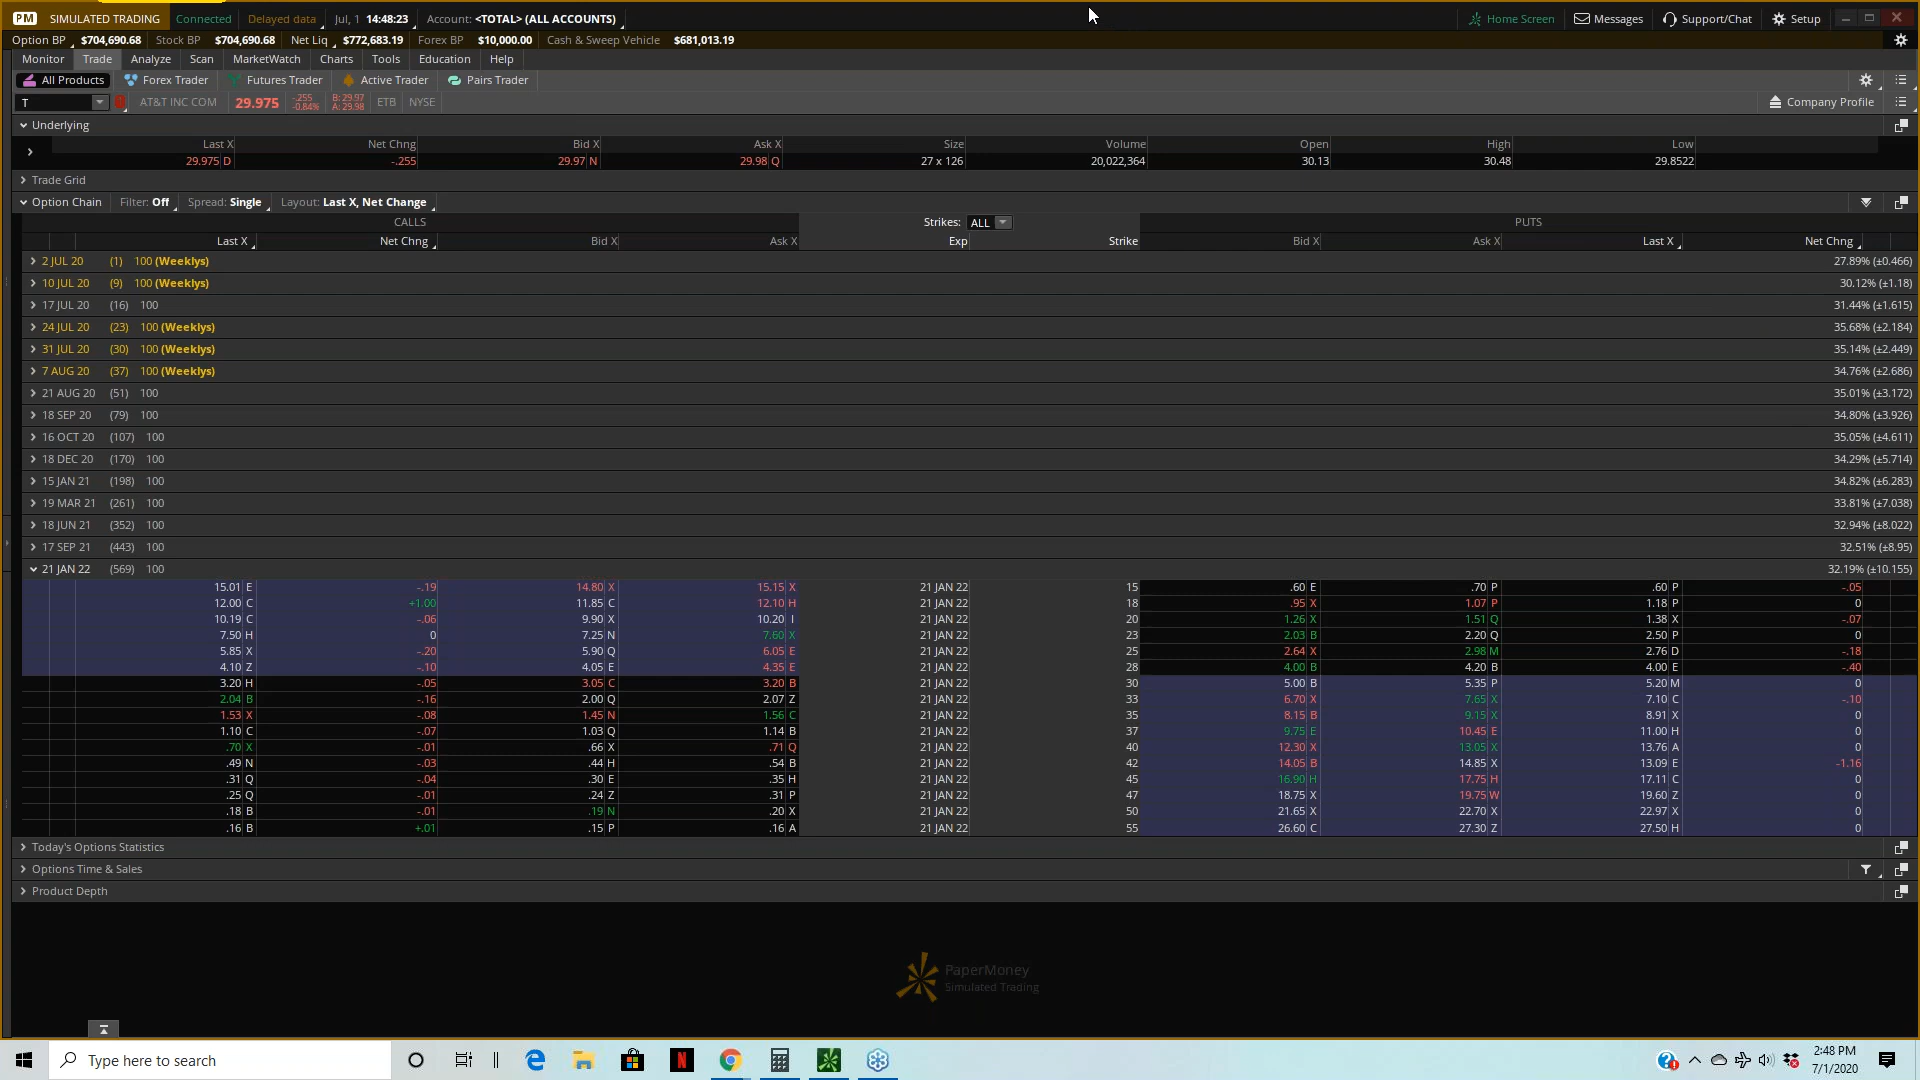 PM SIMULATED TRADING Connected Delayed data Jul, 1 14:48:23 Account: <TOTAL> (ALL ACCOUNTS) Home Screen Messages Support/Chat Setup
Option BP $704,690.68 Stock BP $704,690.68 Net Liq $772,683.19 Forex BP $10,000.00 Cash & Sweep Vehicle $681,013.19
Monitor Trade Analyze Scan MarketWatch Charts Tools Education Help
All Products Forex Trader Futures Trader Active Trader Pairs Trader
T AT&T INC COM 29.975 -.255 -0.84% B: 29.97 A: 29.98 ETB NYSE Company Profile
Underlying
Last X Net Chng Bid X Ask X Size Volume Open High Low
29.975 D -.255 29.97 N 29.98 Q 27 x 126 20,022,364 30.13 30.48 29.8522
Trade Grid
Option Chain Filter: Off Spread: Single Layout: Last X, Net Change
CALLS Strikes: ALL PUTS
Last X Net Chng Bid X Ask X Exp Strike Bid X Ask X Last X Net Chng
2 JUL 20 (1) 100 (Weeklys) 27.89% (±0.466)
10 JUL 20 (9) 100 (Weeklys) 30.12% (±1.18)
17 JUL 20 (16) 100 31.44% (±1.615)
24 JUL 20 (23) 100 (Weeklys) 35.68% (±2.184)
31 JUL 20 (30) 100 (Weeklys) 35.14% (±2.449)
7 AUG 20 (37) 100 (Weeklys) 34.76% (±2.686)
21 AUG 20 (51) 100 35.01% (±3.172)
18 SEP 20 (79) 100 34.80% (±3.926)
16 OCT 20 (107) 100 35.05% (±4.611)
18 DEC 20 (170) 100 34.29% (±5.714)
15 JAN 21 (198) 100 34.82% (±6.283)
19 MAR 21 (261) 100 33.81% (±7.038)
18 JUN 21 (352) 100 32.94% (±8.022)
17 SEP 21 (443) 100 32.51% (±8.95)
21 JAN 22 (569) 100 32.19% (±10.155)
15.01 E -.19 14.80 X 15.15 X 21 JAN 22 15 .60 E .70 P .60 P -.05
12.00 C +1.00 11.85 C 12.10 H 21 JAN 22 18 .95 X 1.07 P 1.18 P 0
10.19 C -.06 9.90 X 10.20 I 21 JAN 22 20 1.26 X 1.51 Q 1.38 X -.07
7.50 H 0 7.25 N 7.60 X 21 JAN 22 23 2.03 B 2.20 Q 2.50 P 0
5.85 X -.20 5.90 Q 6.05 E 21 JAN 22 25 2.64 X 2.98 M 2.76 D -.18
4.10 Z -.10 4.05 E 4.35 E 21 JAN 22 28 4.00 B 4.20 B 4.00 E -.40
3.20 H -.05 3.05 C 3.20 B 21 JAN 22 30 5.00 B 5.35 P 5.20 M 0
2.04 B -.16 2.00 Q 2.07 Z 21 JAN 22 33 6.70 X 7.65 X 7.10 C -.10
1.53 X -.08 1.45 N 1.56 C 21 JAN 22 35 8.15 B 9.15 X 8.91 X 0
1.10 C -.07 1.03 Q 1.14 B 21 JAN 22 37 9.75 E 10.45 E 11.00 H 0
.70 X -.01 .66 X .71 Q 21 JAN 22 40 12.30 X 13.05 X 13.76 A 0
.49 N -.03 .44 H .54 B 21 JAN 22 42 14.05 B 14.85 X 13.09 E -1.16
.31 Q -.04 .30 E .35 H 21 JAN 22 45 16.90 H 17.75 H 17.11 C 0
.25 Q -.01 .24 Z .31 P 21 JAN 22 47 18.75 X 19.75 W 19.60 Z 0
.18 B -.01 .19 N .20 X 21 JAN 22 50 21.65 X 22.70 X 22.97 X 0
.16 B +.01 .15 P .16 A 21 JAN 22 55 26.60 C 27.30 Z 27.50 H 0
Today's Options Statistics
Options Time & Sales
Product Depth
PaperMoney
Simulated Trading
Type here to search
2:48 PM
7/1/2020